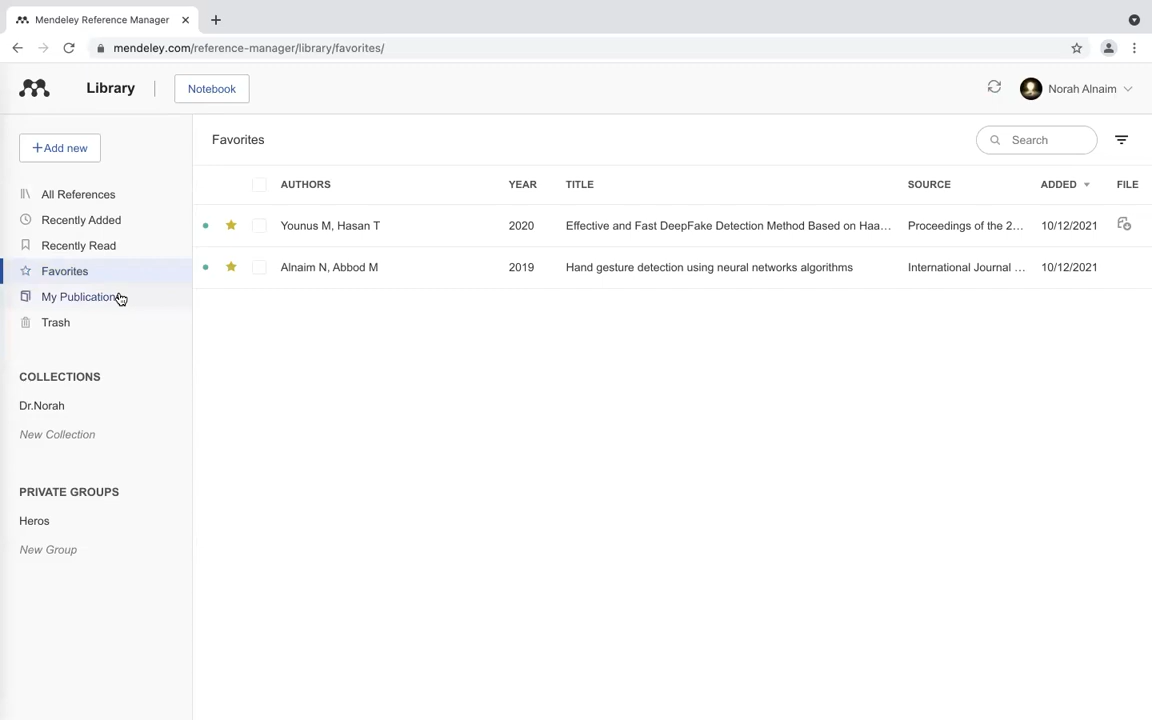 Mendeley Reference Manager
mendeley.com/reference-manager/library/favorites/
Library
Notebook
Norah Alnaim
+Add new
All References
Recently Added
Recently Read
Favorites
My Publication
Trash
COLLECTIONS
Dr.Norah
New Collection
PRIVATE GROUPS
Heros
New Group
Favorites
Search
AUTHORS YEAR TITLE SOURCE ADDED FILE
Younus M, Hasan T 2020 Effective and Fast DeepFake Detection Method Based on Haa... Proceedings of the 2... 10/12/2021
Alnaim N, Abbod M 2019 Hand gesture detection using neural networks algorithms International Journal ... 10/12/2021